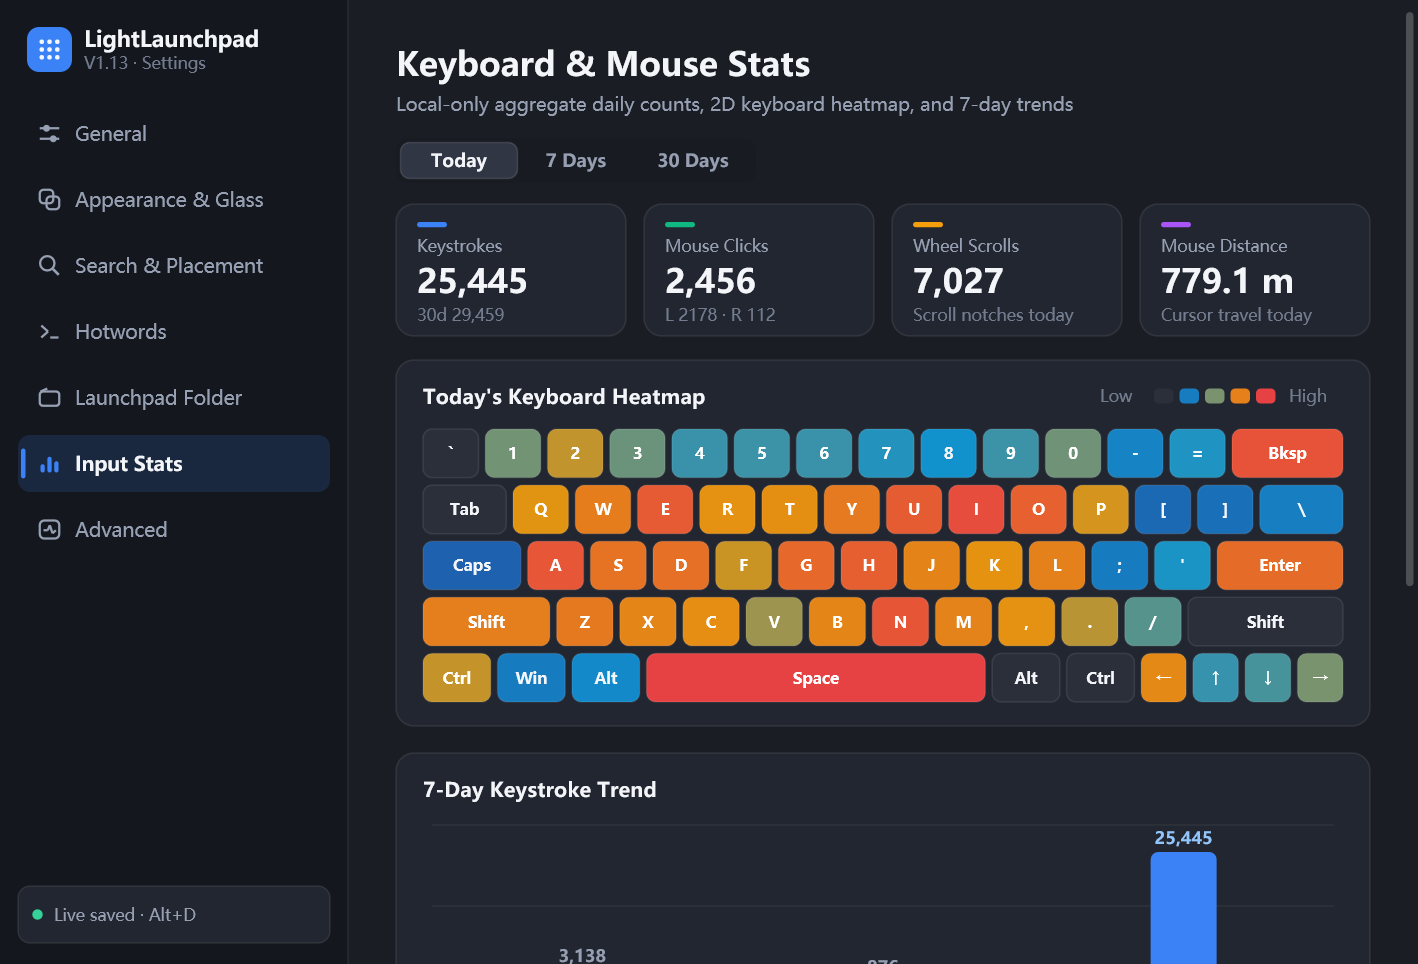 LightLaunchpad
V1.13 · Settings
General
Appearance & Glass
Search & Placement
Hotwords
Launchpad Folder
Input Stats
Advanced
Live saved · Alt+D
Keyboard & Mouse Stats
Local-only aggregate daily counts, 2D keyboard heatmap, and 7-day trends
Today 7 Days 30 Days
Keystrokes
25,445
30d 29,459
Mouse Clicks
2,456
L 2178 · R 112
Wheel Scrolls
7,027
Scroll notches today
Mouse Distance
779.1 m
Cursor travel today
Today's Keyboard Heatmap
Low High
` 1 2 3 4 5 6 7 8 9 0 - = Bksp
Tab Q W E R T Y U I O P [ ] \
Caps A S D F G H J K L ; ' Enter
Shift Z X C V B N M , . / Shift
Ctrl Win Alt Space Alt Ctrl ← ↑ ↓ →
7-Day Keystroke Trend
25,445
3,138